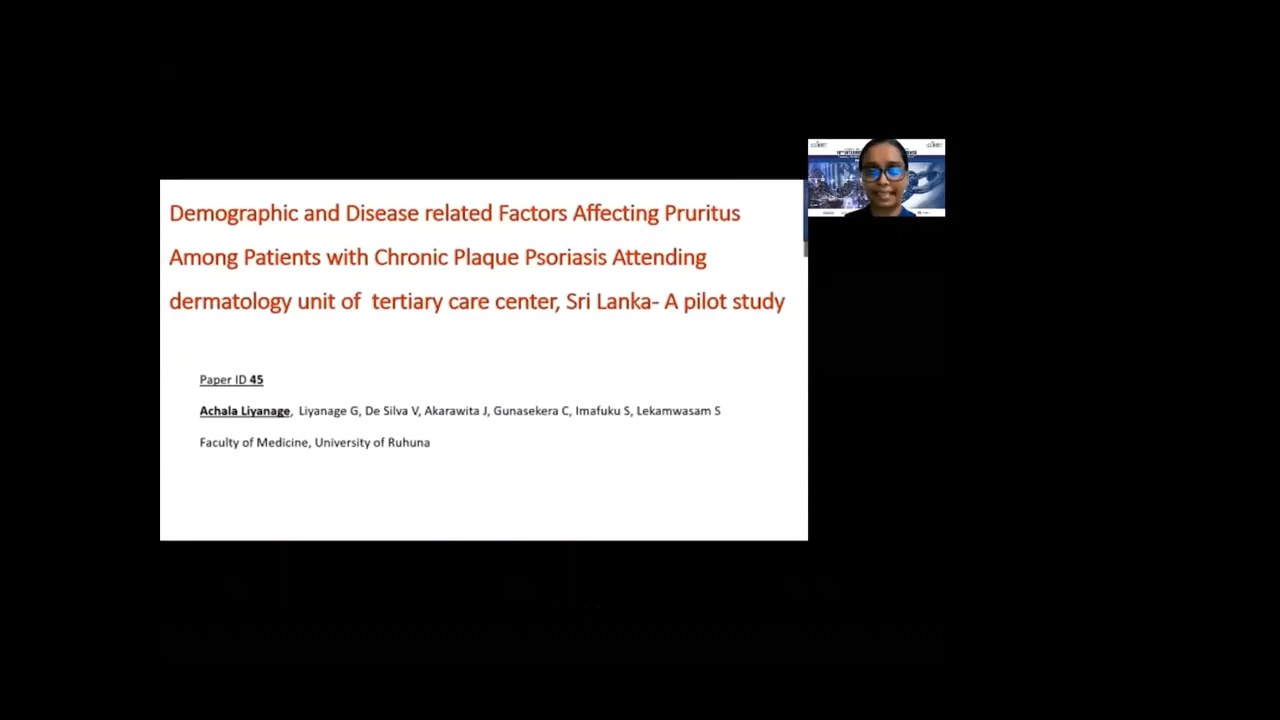 Demographic and Disease related Factors Affecting Pruritus
Among Patients with Chronic Plaque Psoriasis Attending
dermatology unit of tertiary care center, Sri Lanka- A pilot study
Paper ID 45
Achala Liyanage, Liyanage G, De Silva V, Akarawita J, Gunasekera C, Imafuku S, Lekamwasam S
Faculty of Medicine, University of Ruhuna